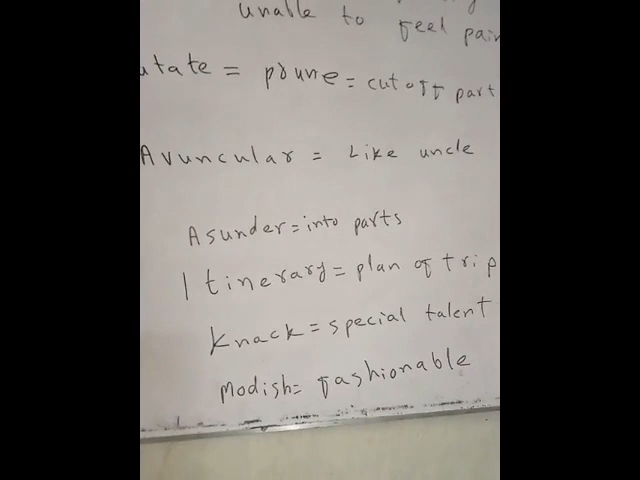 unable to feel pain
utate = prune = cut off part
Avuncular = Like uncle
Asunder = into parts
Itinerary = plan of trip
Knack = special talent
Modish = fashionable